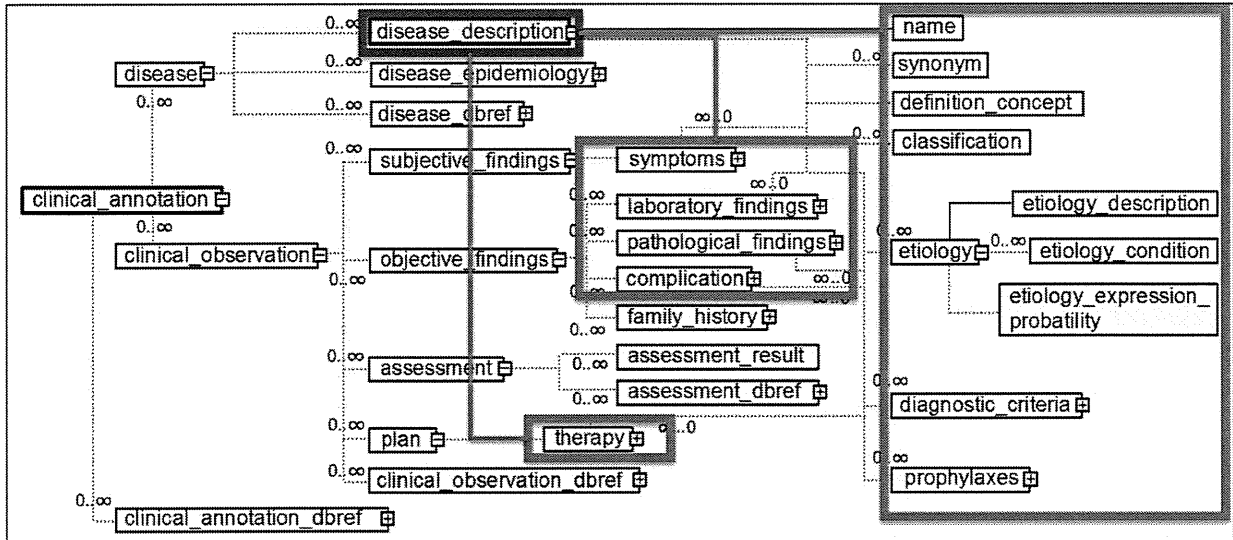 0..∞ disease_description name
disease 0..∞ disease_epidemiology 0..∞ synonym
0..∞ 0..∞ disease_dbref definition_concept
∞..0 0..∞ classification
0..∞ subjective_findings symptoms
∞..0
clinical_annotation 0..∞ laboratory_findings etiology_description
0..∞ 0..∞ pathological_findings 0..∞
clinical_observation objective_findings etiology 0..∞ etiology_condition
0..∞ complication ∞..0
0..∞ ∞..0 etiology_expression_
family_history probatility
0..∞
0..∞ assessment 0..∞ assessment_result
0..∞ assessment_dbref 0..∞ diagnostic_criteria
0..∞ plan therapy ∞..0
0..∞ clinical_observation_dbref 0..∞ prophylaxes
0..∞ clinical_annotation_dbref